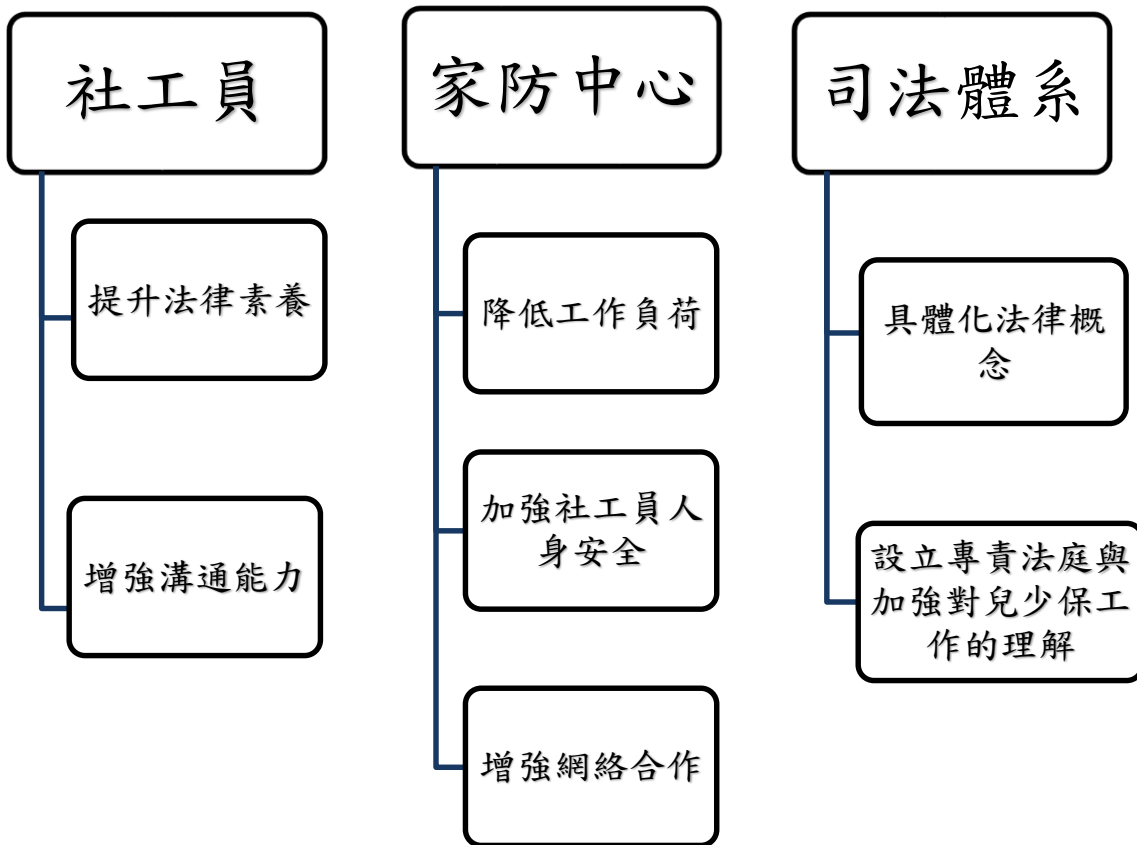 社工員
提升法律素養
增強溝通能力
家防中心
降低工作負荷
加強社工員人
身安全
增強網絡合作
司法體系
具體化法律概
念
設立專責法庭與
加強對兒少保工
作的理解